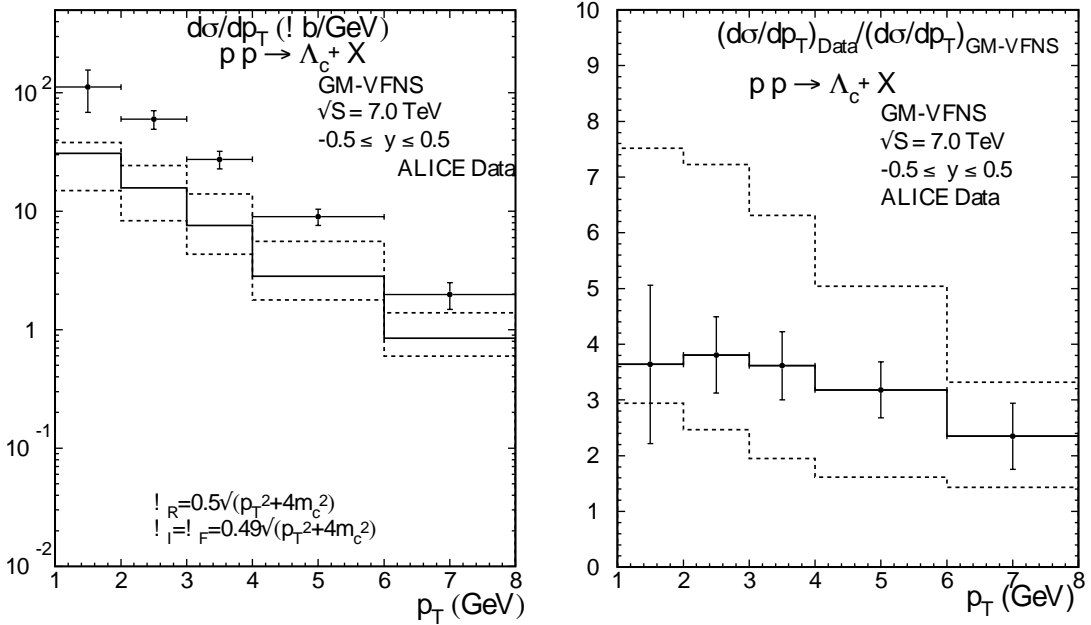 dσ/dp_T (! b/GeV)
p p → Λ_c + X
GM-VFNS
√S = 7.0 TeV
-0.5 ≤ y ≤ 0.5
ALICE Data
10^2
10
1
10^-1
10^-2
!_R=0.5√(p_T^2+4m_c^2)
!_I=!_F=0.49√(p_T^2+4m_c^2)
1 2 3 4 5 6 7 8
p_T (GeV)
(dσ/dp_T)_Data/(dσ/dp_T)_GM-VFNS
p p → Λ_c + X
GM-VFNS
√S = 7.0 TeV
-0.5 ≤ y ≤ 0.5
ALICE Data
10
9
8
7
6
5
4
3
2
1
0
1 2 3 4 5 6 7 8
p_T (GeV)